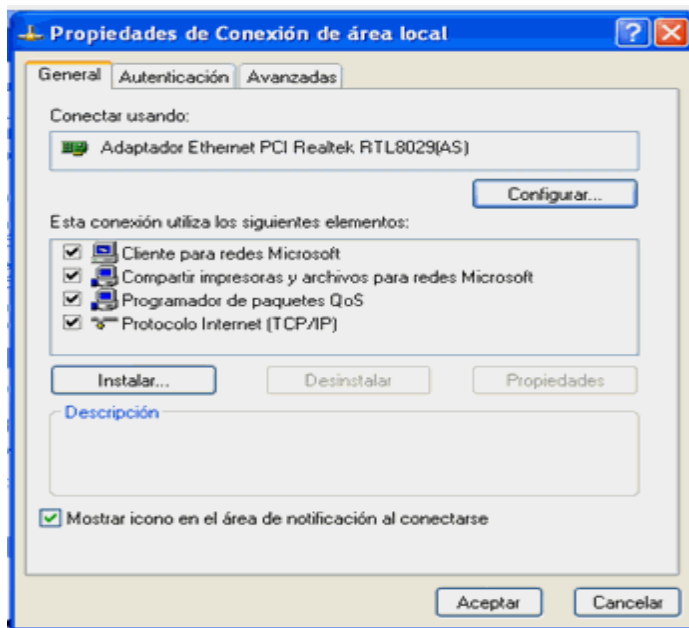 Propiedades de Conexión de área local
General Autenticación Avanzadas
Conectar usando:
Adaptador Ethernet PCI Realtek RTL8029(AS)
Configurar...
Esta conexión utiliza los siguientes elementos:
Cliente para redes Microsoft
Compartir impresoras y archivos para redes Microsoft
Programador de paquetes QoS
Protocolo Internet (TCP/IP)
Instalar... Desinstalar Propiedades
Descripción
Mostrar icono en el área de notificación al conectarse
Aceptar Cancelar